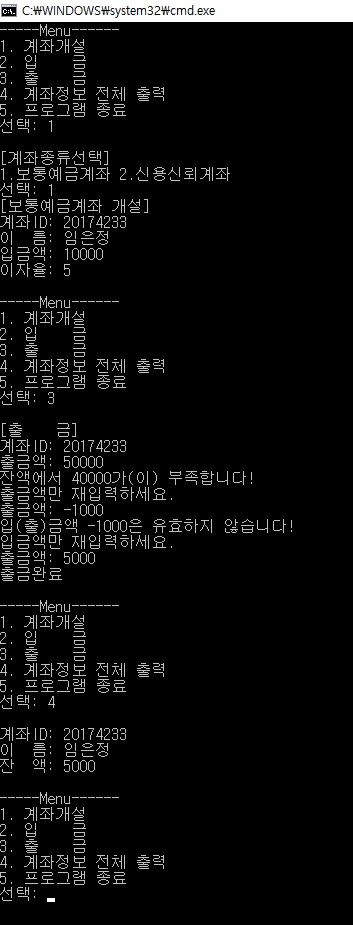 C:\WINDOWS\system32\cmd.exe
-----Menu------
1. 계좌개설
2. 입    금
3. 출    금
4. 계좌정보 전체 출력
5. 프로그램 종료
선택: 1

[계좌종류선택]
1.보통예금계좌 2.신용신뢰계좌
선택: 1
[보통예금계좌 개설]
계좌ID: 20174233
이  름: 임은정
입금액: 10000
이자율: 5

-----Menu------
1. 계좌개설
2. 입    금
3. 출    금
4. 계좌정보 전체 출력
5. 프로그램 종료
선택: 3

[출    금]
계좌ID: 20174233
출금액: 50000
잔액에서 40000가(이) 부족합니다!
출금액만 재입력하세요.
출금액: -1000
입(출)금액 -1000은 유효하지 않습니다!
입금액만 재입력하세요.
출금액: 5000
출금완료

-----Menu------
1. 계좌개설
2. 입    금
3. 출    금
4. 계좌정보 전체 출력
5. 프로그램 종료
선택: 4

계좌ID: 20174233
이  름: 임은정
잔  액: 5000

-----Menu------
1. 계좌개설
2. 입    금
3. 출    금
4. 계좌정보 전체 출력
5. 프로그램 종료
선택: